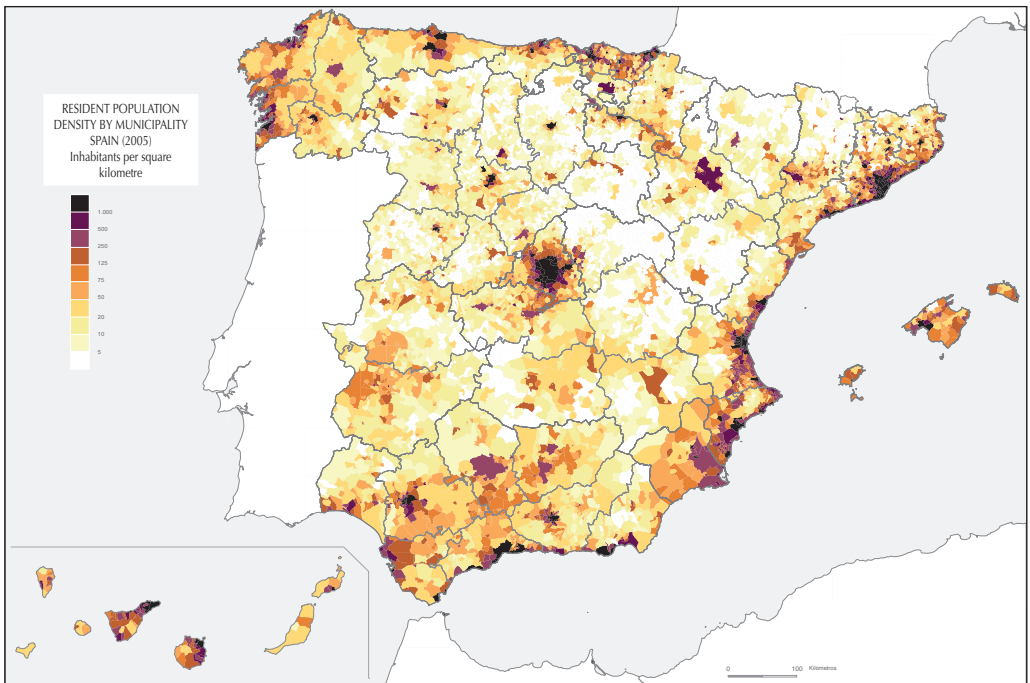 RESIDENT POPULATION
DENSITY BY MUNICIPALITY
SPAIN (2005)
Inhabitants per square
kilometre
1.000
500
250
125
75
50
20
10
5
0 100 Kilómetros